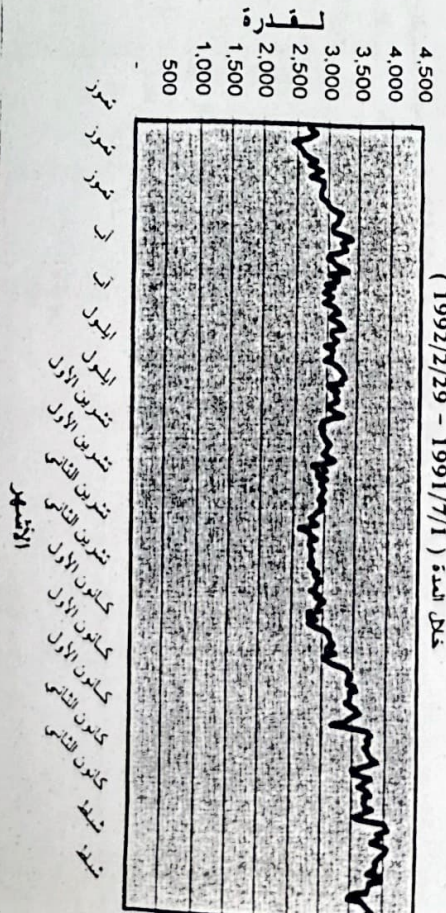 خلال المدة ( 1991/7/1 - 1992/2/29 )
4,500
4,000
3,500
3,000
2,500
2,000
1,500
1,000
500
-
تموز
تموز
تموز
آب
آب
ايلول
ايلول
تشرين الأول
تشرين الأول
تشرين الثاني
تشرين الثاني
كانون الأول
كانون الأول
كانون الأول
كانون الثاني
كانون الثاني
شباط
شباط
الأشهر